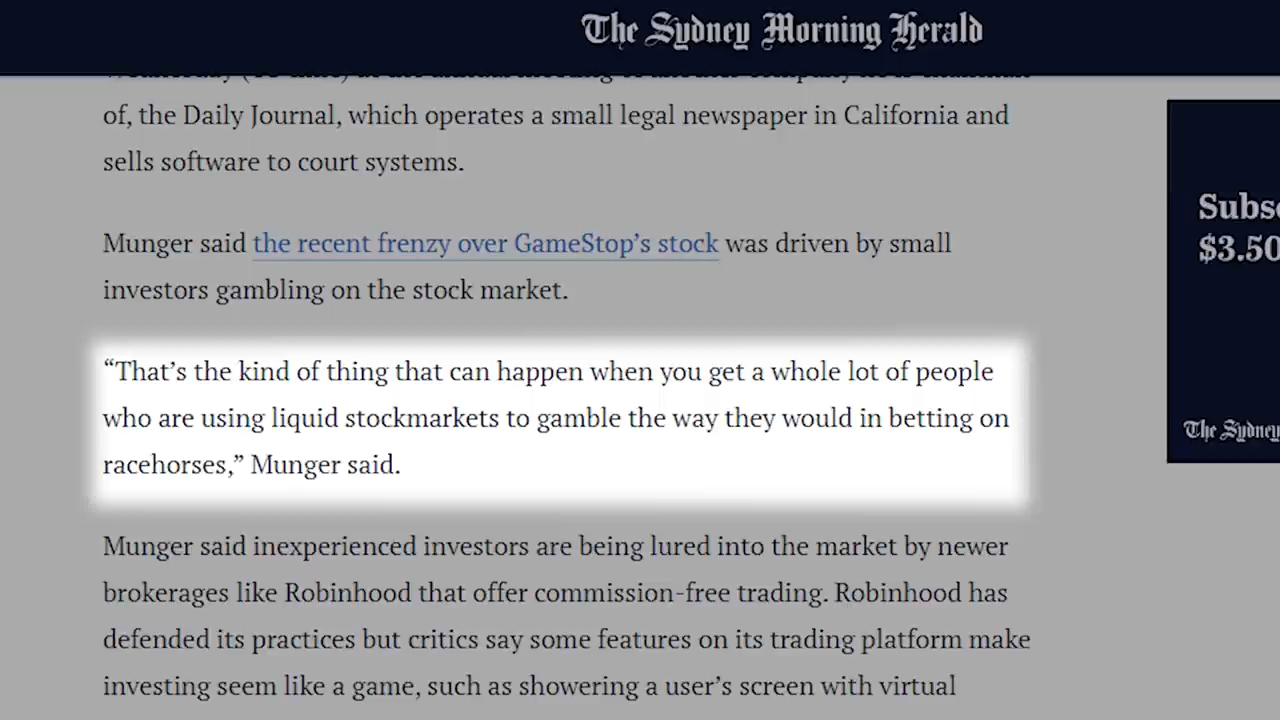 The Sydney Morning Herald
of, the Daily Journal, which operates a small legal newspaper in California and
sells software to court systems.
Munger said the recent frenzy over GameStop’s stock was driven by small
investors gambling on the stock market.
“That’s the kind of thing that can happen when you get a whole lot of people
who are using liquid stockmarkets to gamble the way they would in betting on
racehorses,” Munger said.
Munger said inexperienced investors are being lured into the market by newer
brokerages like Robinhood that offer commission-free trading. Robinhood has
defended its practices but critics say some features on its trading platform make
investing seem like a game, such as showering a user’s screen with virtual
Subs
$3.50
The Sydney